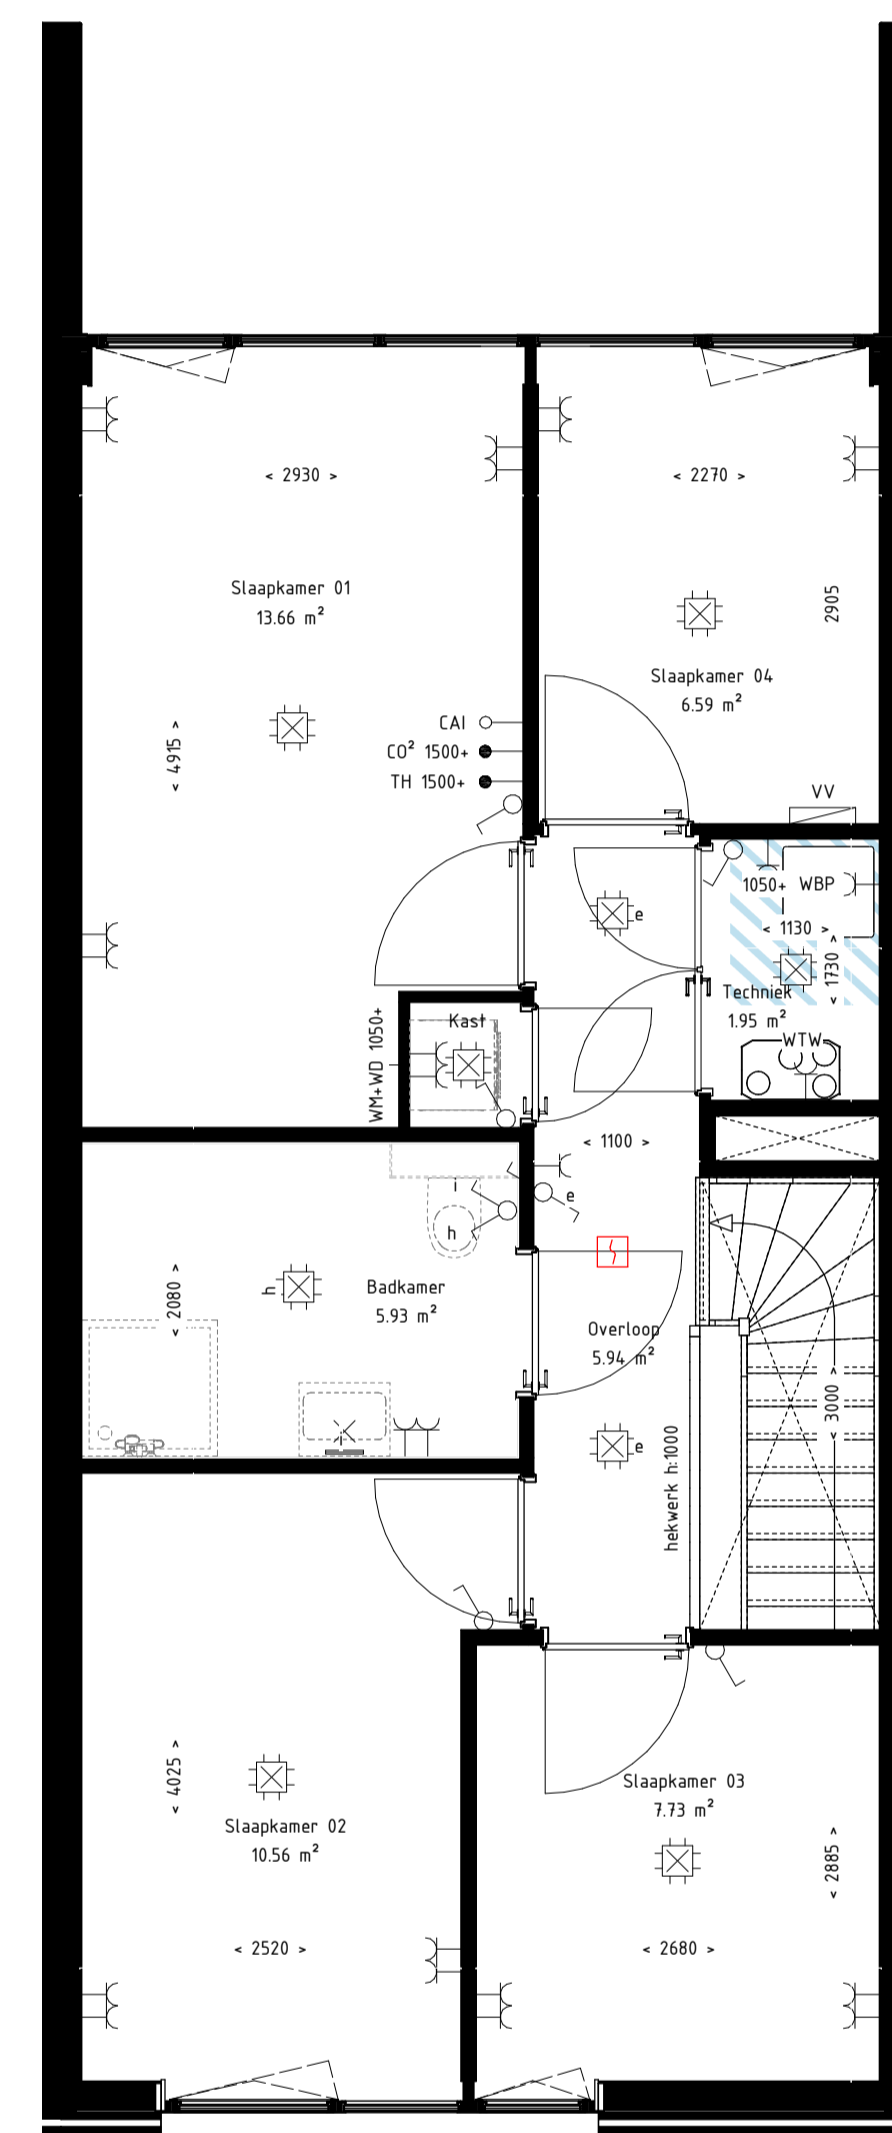 < 2930 >
< 2270 >
Slaapkamer 01
13.66 m²
2905
Slaapkamer 04
6.59 m²
< 4915 >
CAI
CO² 1500+
TH 1500+
VV
1050+ WBP
e
< 1130 >
< 1730 >
Techniek
1.95 m²
WTW
Kast
WM+WD 1050+
< 1100 >
i
e
h
h
Badkamer
5.93 m²
< 2080 >
Overloop
5.94 m²
< 3000 >
e
hekwerk h:1000
< 4025 >
Slaapkamer 03
7.73 m²
Slaapkamer 02
10.56 m²
< 2885 >
< 2520 >
< 2680 >